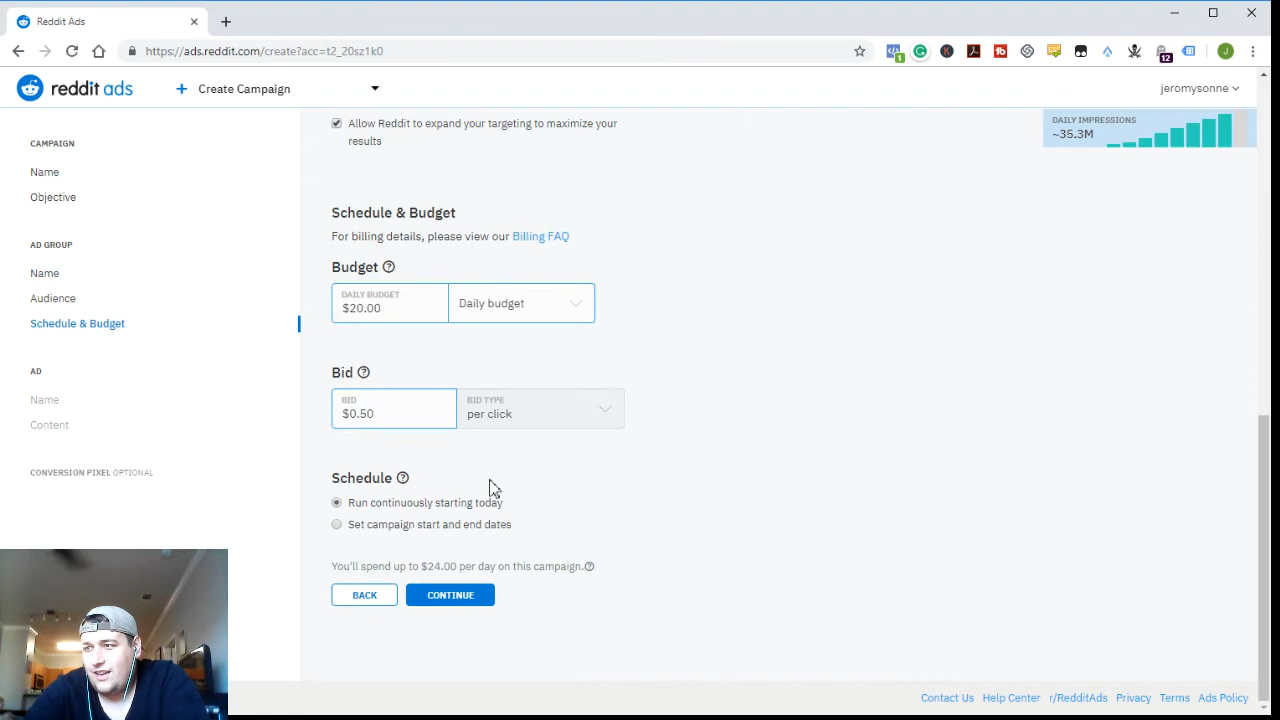 Reddit Ads
https://ads.reddit.com/create?acc=t2_20sz1k0
1
12
J
reddit ads
+ Create Campaign
jeromysonne
CAMPAIGN
Name
Objective
AD GROUP
Name
Audience
Schedule & Budget
AD
Name
Content
CONVERSION PIXEL OPTIONAL
Allow Reddit to expand your targeting to maximize your
results
DAILY IMPRESSIONS
~35.3M
Schedule & Budget
For billing details, please view our Billing FAQ
Budget
DAILY BUDGET
$20.00
Daily budget
Bid
BID
$0.50
BID TYPE
per click
Schedule
Run continuously starting today
Set campaign start and end dates
You'll spend up to $24.00 per day on this campaign.
BACK
CONTINUE
Contact Us
Help Center
r/RedditAds
Privacy
Terms
Ads Policy